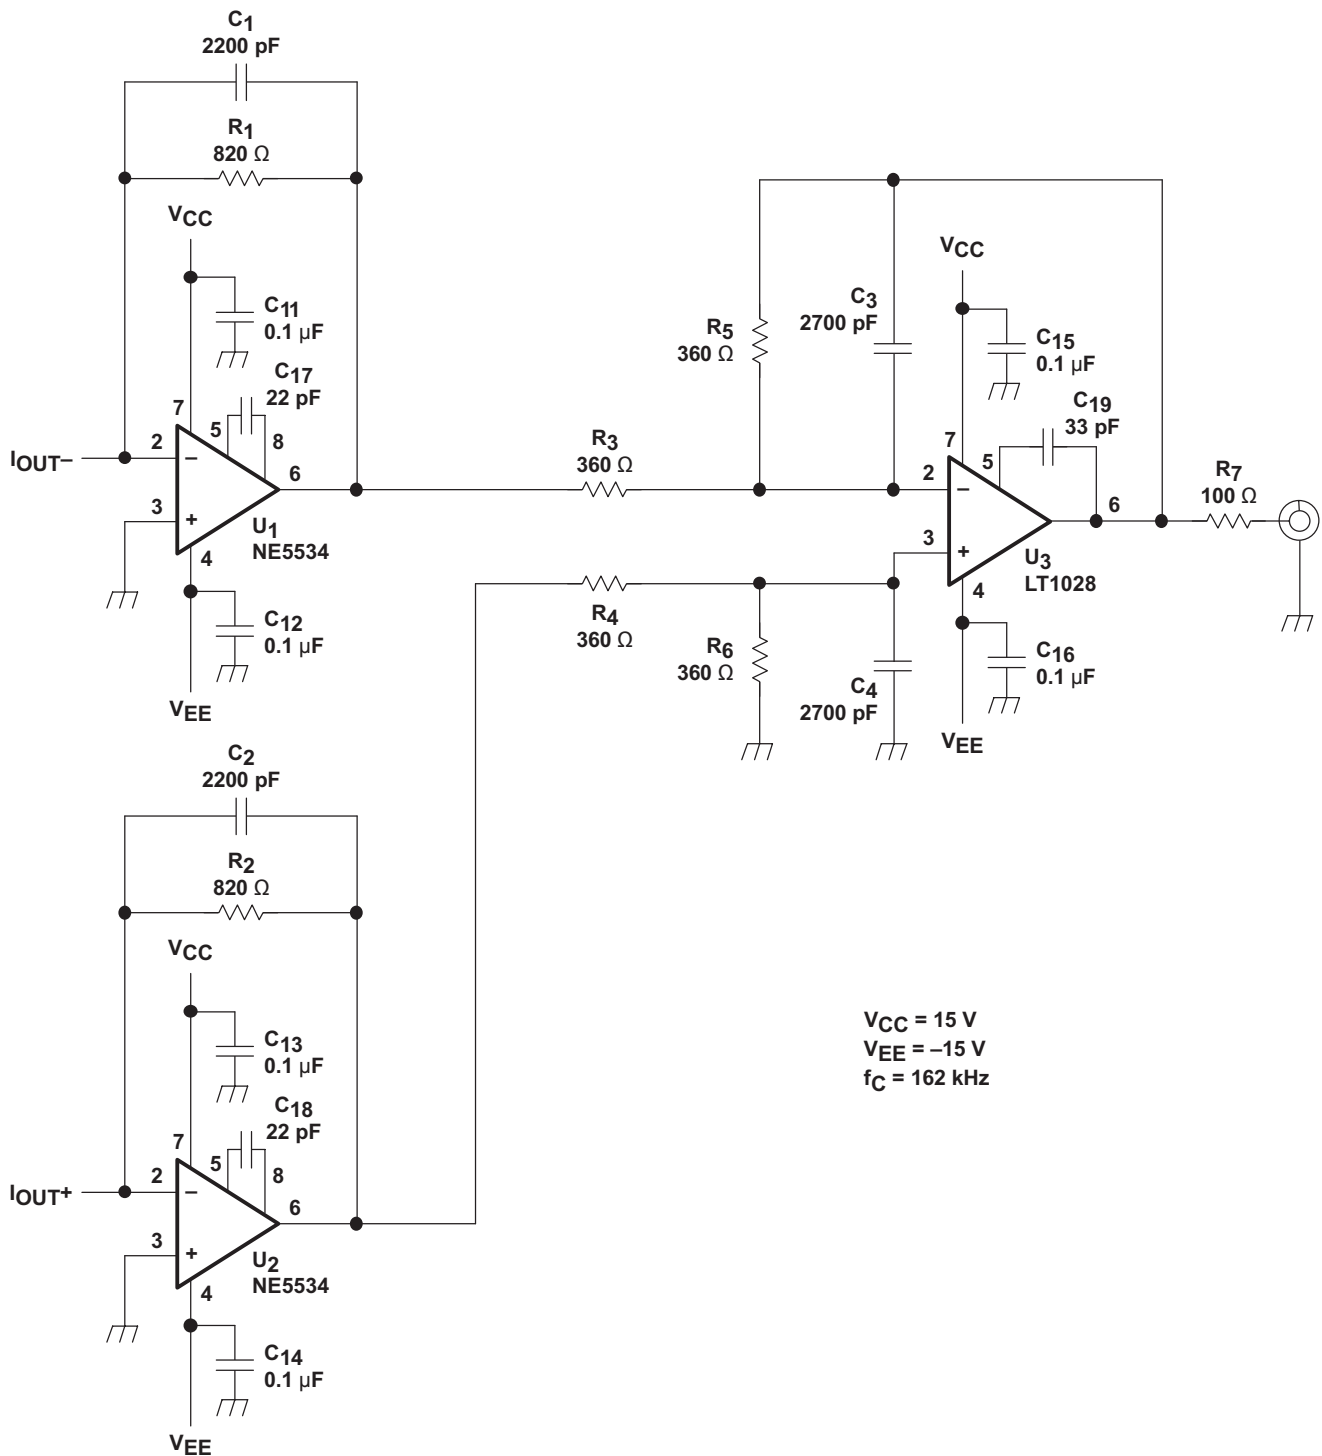 C1
2200 pF
R1
820 Ω
VCC
C11
0.1 µF
C17
22 pF
7
5
8
2
–
IOUT–
6
3
+
U1
NE5534
4
C12
0.1 µF
VEE
R3
360 Ω
R5
360 Ω
C3
2700 pF
VCC
C15
0.1 µF
C19
33 pF
7
5
2
–
6
3
+
U3
LT1028
4
R7
100 Ω
R4
360 Ω
R6
360 Ω
C4
2700 pF
C16
0.1 µF
VEE
C2
2200 pF
R2
820 Ω
VCC
C13
0.1 µF
C18
22 pF
7
5
8
2
–
IOUT+
6
3
+
U2
NE5534
4
C14
0.1 µF
VEE
VCC = 15 V
VEE = –15 V
fC = 162 kHz